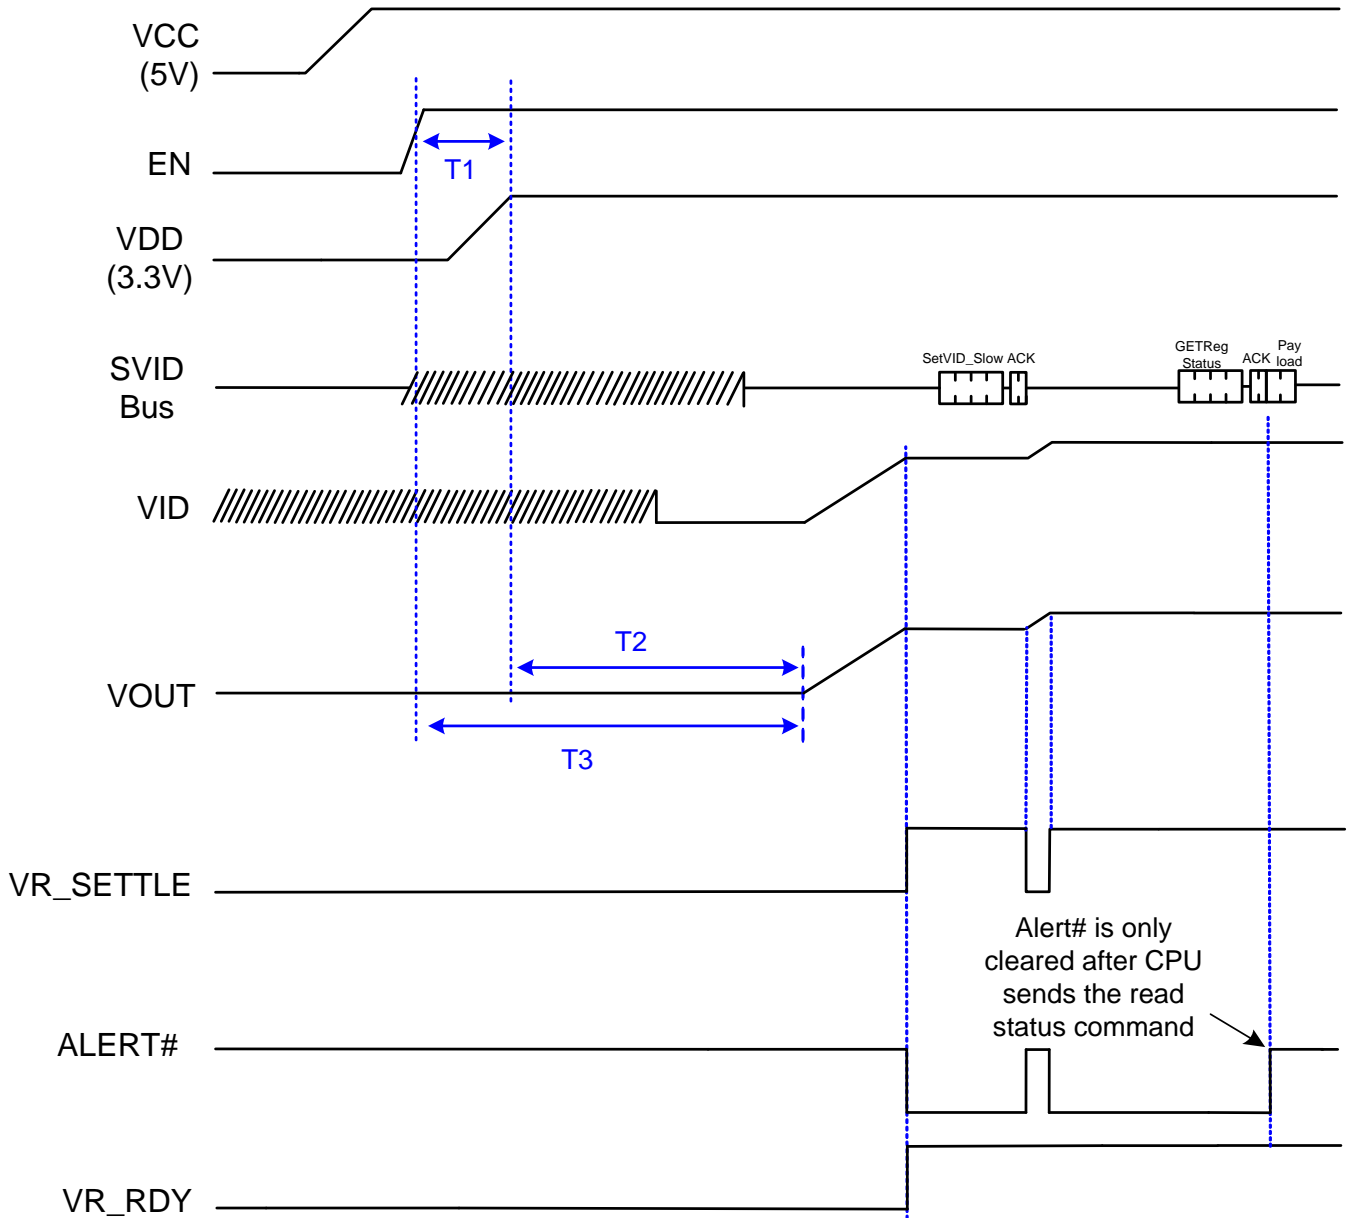 VCC
(5V)
EN
T1
VDD
(3.3V)
SVID
Bus
SetVID_Slow ACK
GETReg
Status
ACK
Pay
load
VID
T2
VOUT
T3
VR_SETTLE
Alert# is only
cleared after CPU
sends the read
status command
ALERT#
VR_RDY